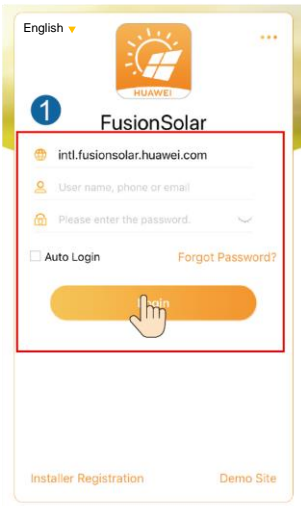 English
HUAWEI
1
FusionSolar
intl.fusionsolar.huawei.com
User name, phone or email
Please enter the password.
Auto Login Forgot Password?
Login
Installer Registration Demo Site